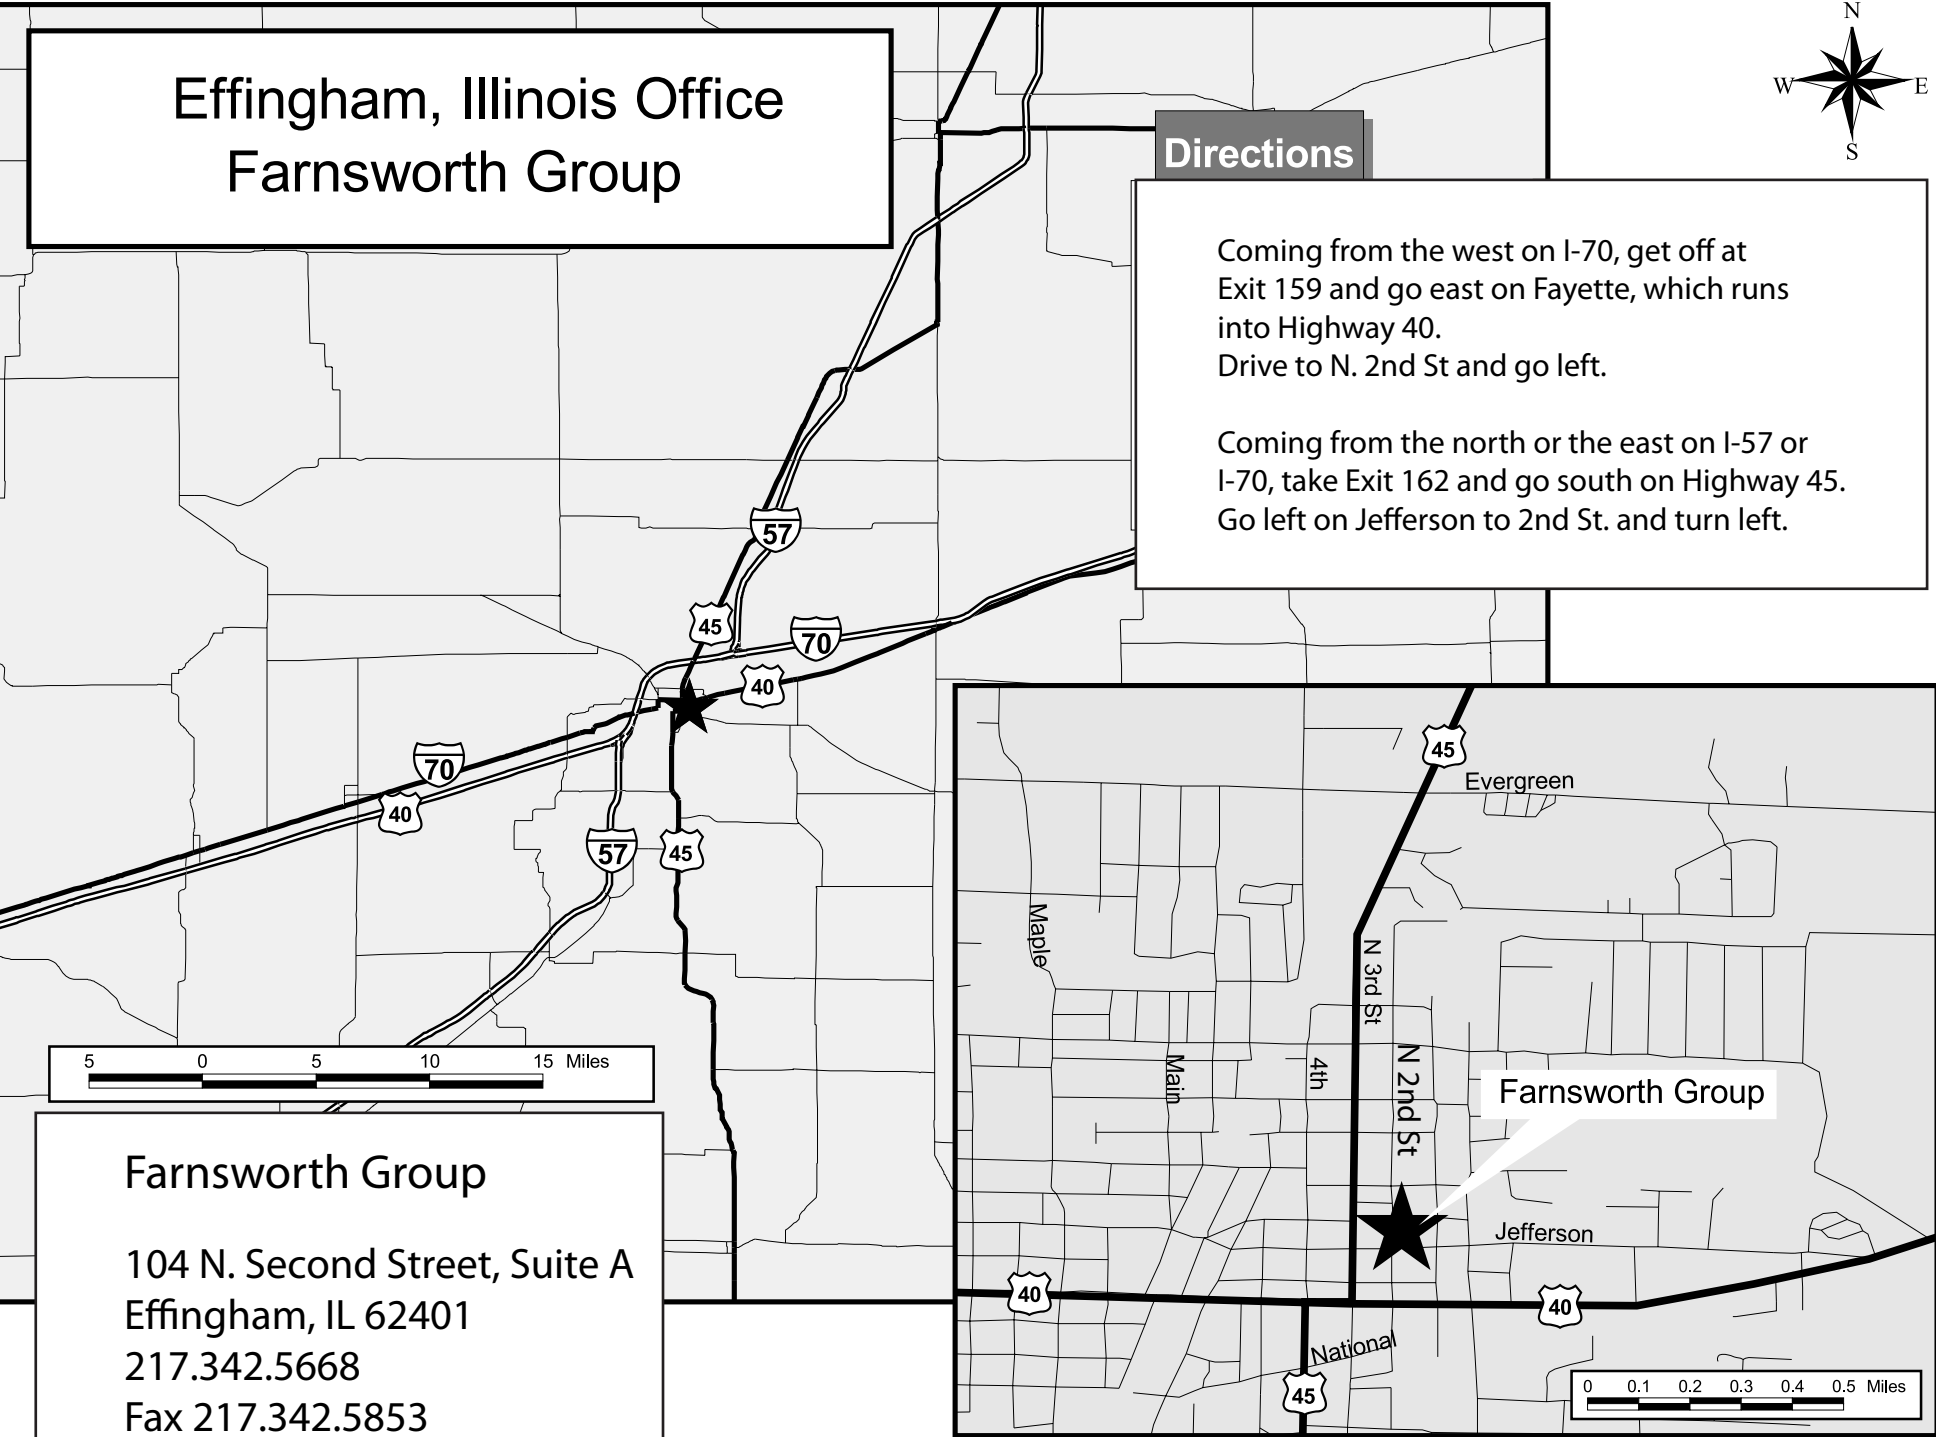 Effingham, Illinois Office
Farnsworth Group
N
W
E
S
Directions
Coming from the west on I-70, get off at
Exit 159 and go east on Fayette, which runs
into Highway 40.
Drive to N. 2nd St and go left.
Coming from the north or the east on I-57 or
I-70, take Exit 162 and go south on Highway 45.
Go left on Jefferson to 2nd St. and turn left.
57
45
70
40
70
40
57
45
5 0 5 10 15 Miles
Farnsworth Group
104 N. Second Street, Suite A
Effingham, IL 62401
217.342.5668
Fax 217.342.5853
45
Evergreen
Maple
N 3rd St
Main
4th
N 2nd St
Farnsworth Group
Jefferson
40
40
National
45
0 0.1 0.2 0.3 0.4 0.5 Miles